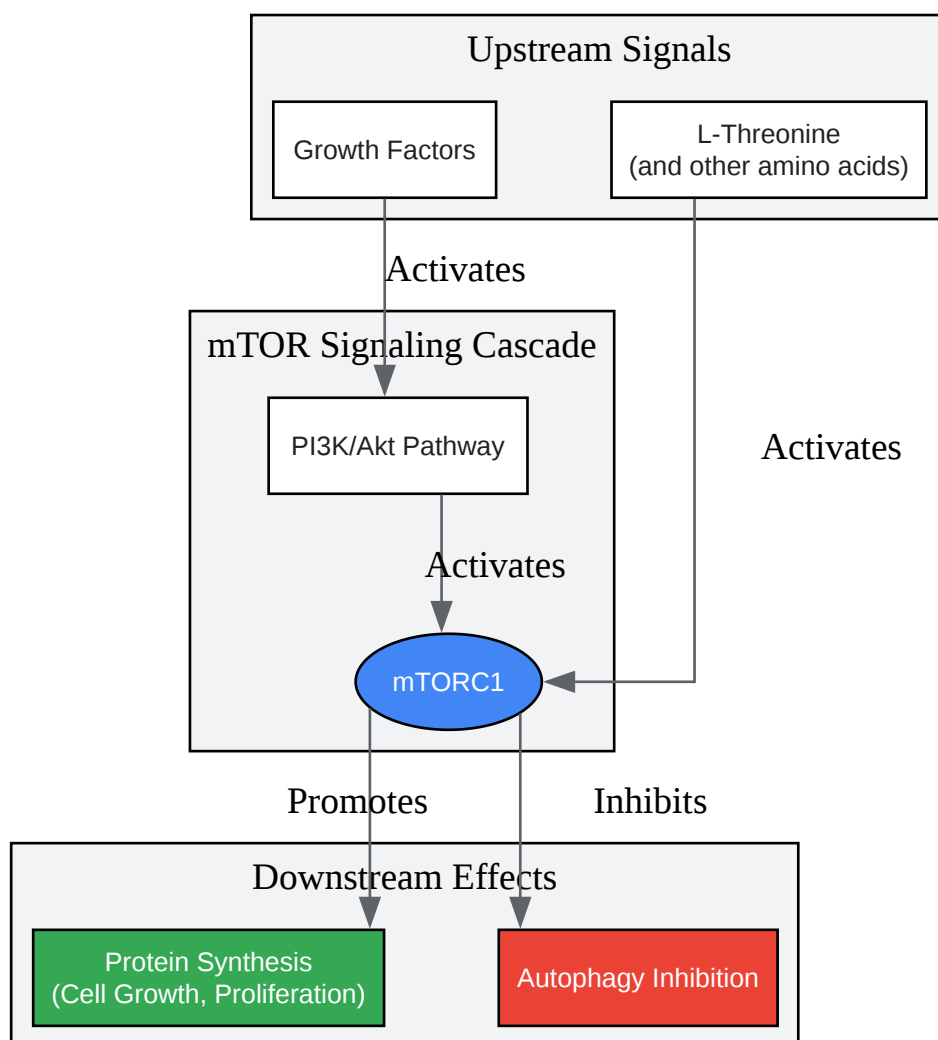 Upstream Signals
Growth Factors
L-Threonine
(and other amino acids)
Activates
mTOR Signaling Cascade
PI3K/Akt Pathway
Activates
Activates
mTORC1
Promotes
Inhibits
Downstream Effects
Protein Synthesis
(Cell Growth, Proliferation)
Autophagy Inhibition